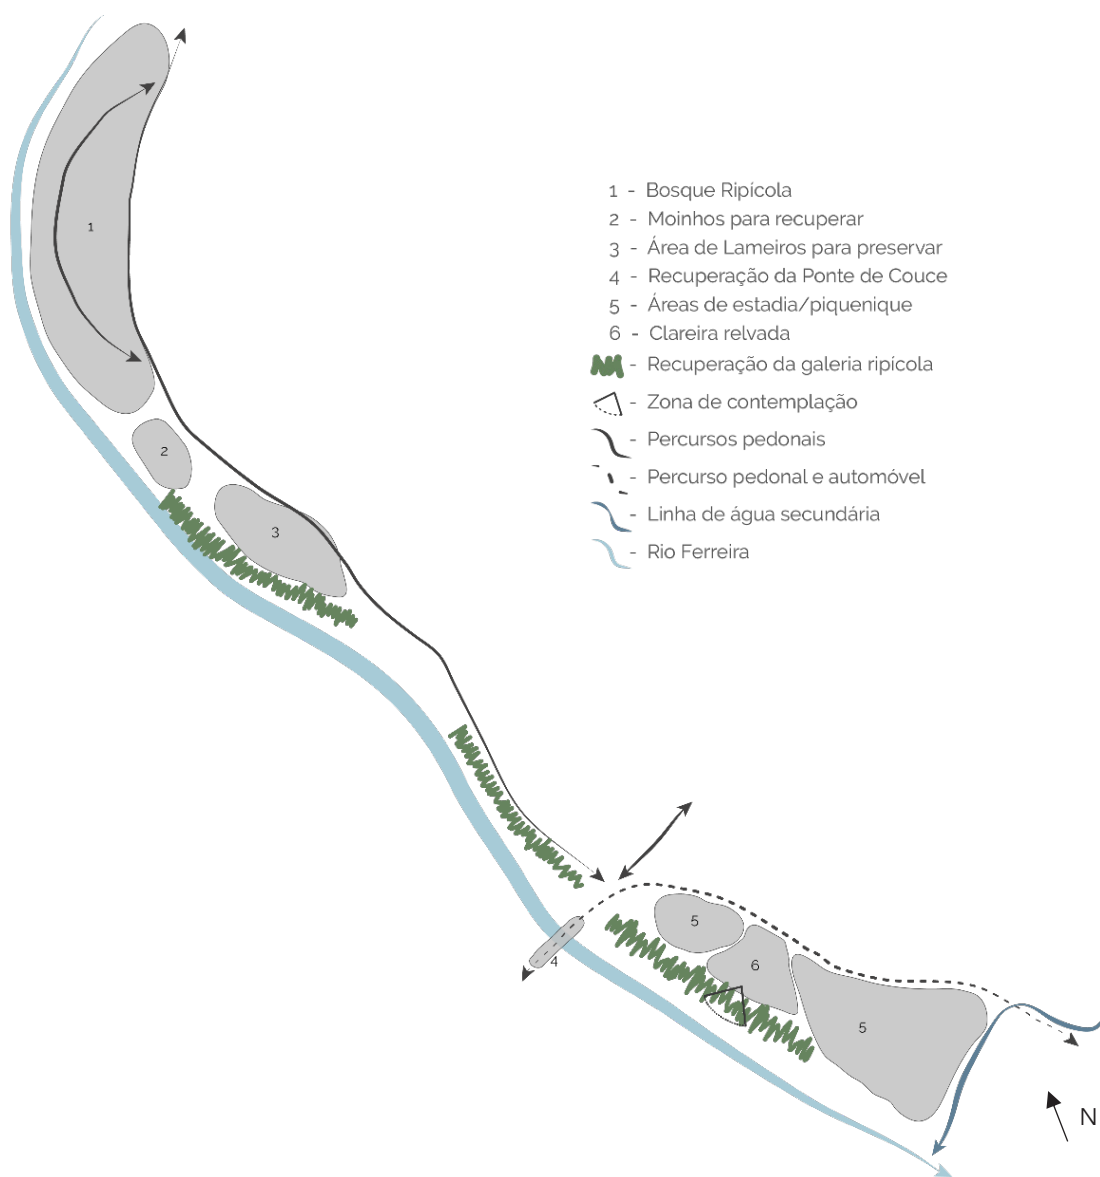 1 - Bosque Ripícola
2 - Moinhos para recuperar
3 - Área de Lameiros para preservar
4 - Recuperação da Ponte de Couce
5 - Áreas de estadia/piquenique
6 - Clareira relvada
- Recuperação da galeria ripícola
- Zona de contemplação
- Percursos pedonais
- Percurso pedonal e automóvel
- Linha de água secundária
- Rio Ferreira
1
2
3
4
5
6
5
N